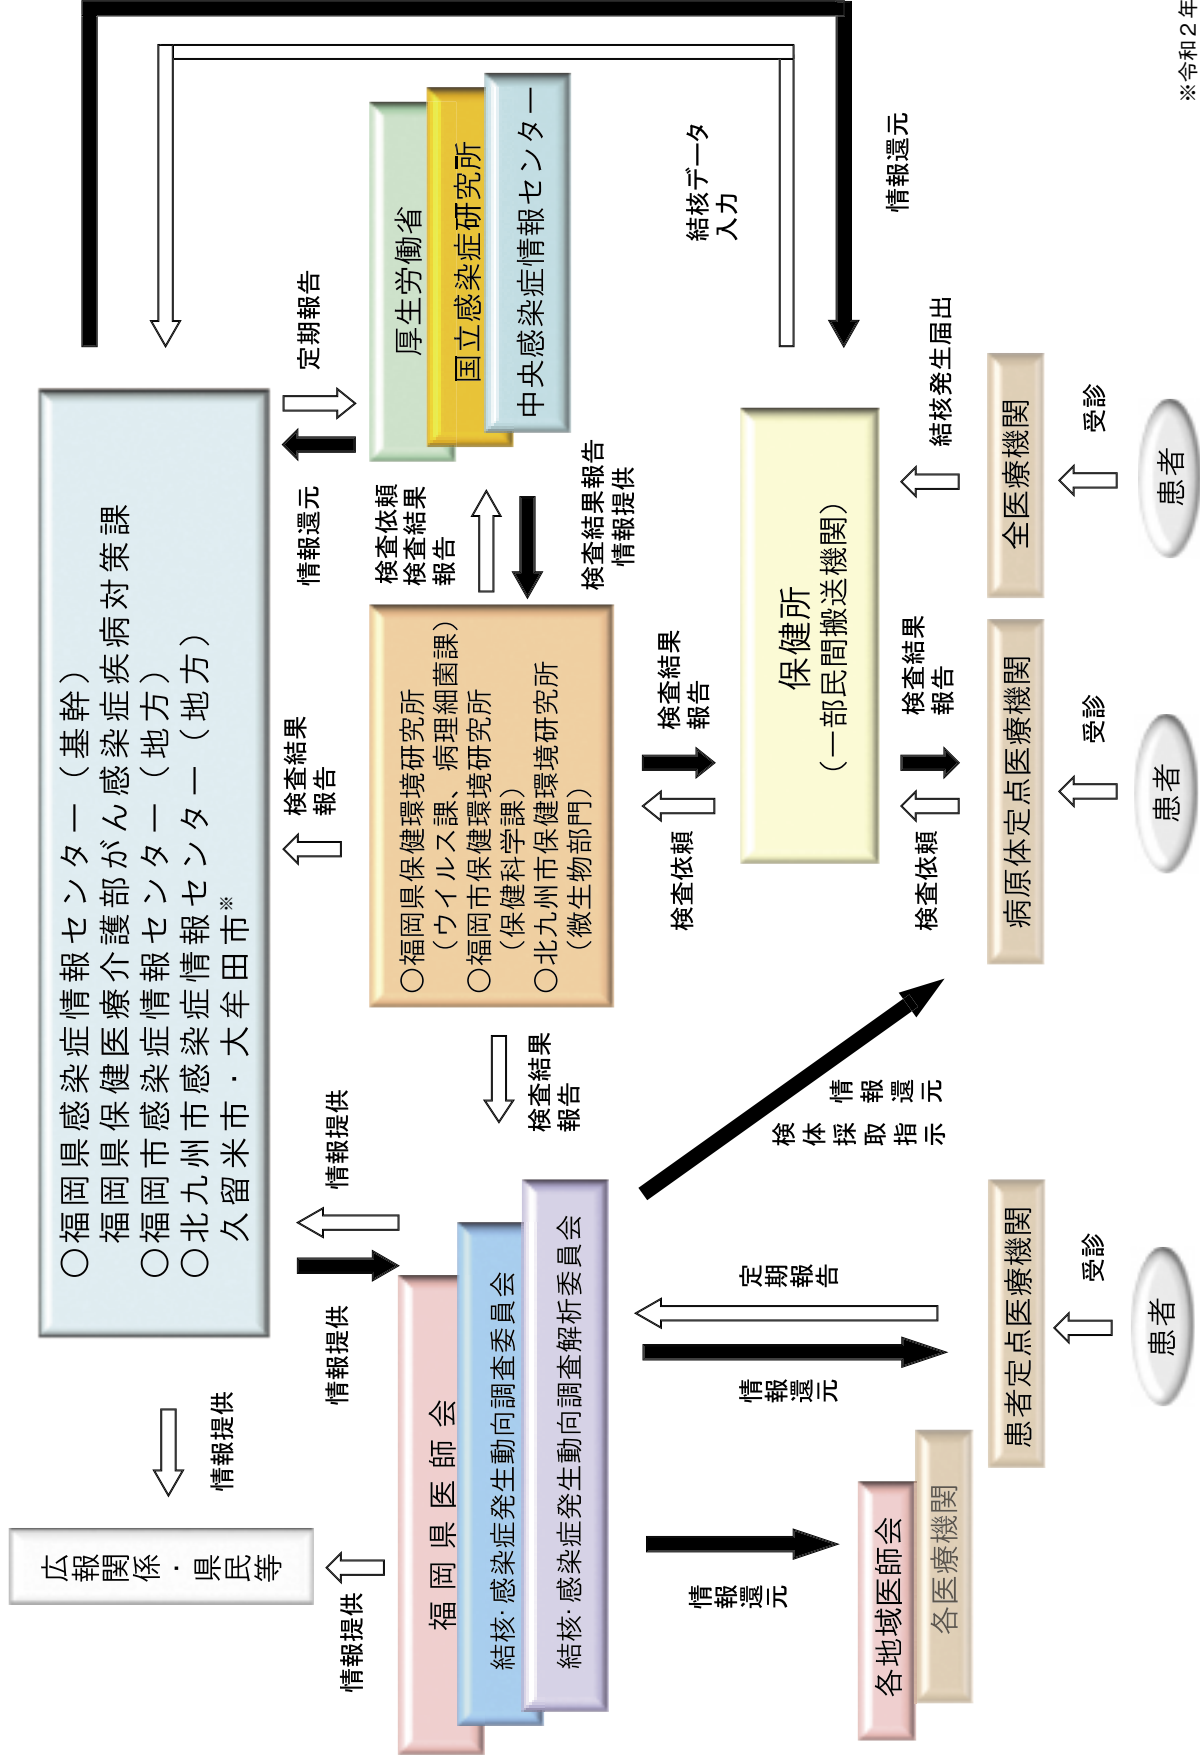 広報関係・県民等
情報提供
情報提供
○福岡県感染症情報センター（基幹）
福岡県保健医療介護部がん感染症疾病対策課
○福岡市感染症情報センター（地方）
○北九州市感染症情報センター（地方）
久留米市・大牟田市※
情報提供
情報提供
検査結果
報告
情報還元
定期報告
厚生労働省
国立感染症研究所
中央感染症情報センター
検査依頼
検査結果
報告
検査結果報告
情報提供
○福岡県保健環境研究所
（ウイルス課、病理細菌課）
○福岡市保健環境研究所
（保健科学課）
○北九州市保健環境研究所
（微生物部門）
検査結果
報告
福岡県医師会
結核・感染症発生動向調査委員会
結核・感染症発生動向調査解析委員会
検査依頼
検査結果
報告
結核データ
入力
情報還元
保健所
（一部民間搬送機関）
情報還元
情報還元
定期報告
検体採取指示
情報還元
検査依頼
検査結果
報告
結核発生届出
各地域医師会
各医療機関
患者定点医療機関
病原体定点医療機関
全医療機関
受診
受診
受診
患者
患者
患者
※令和２年